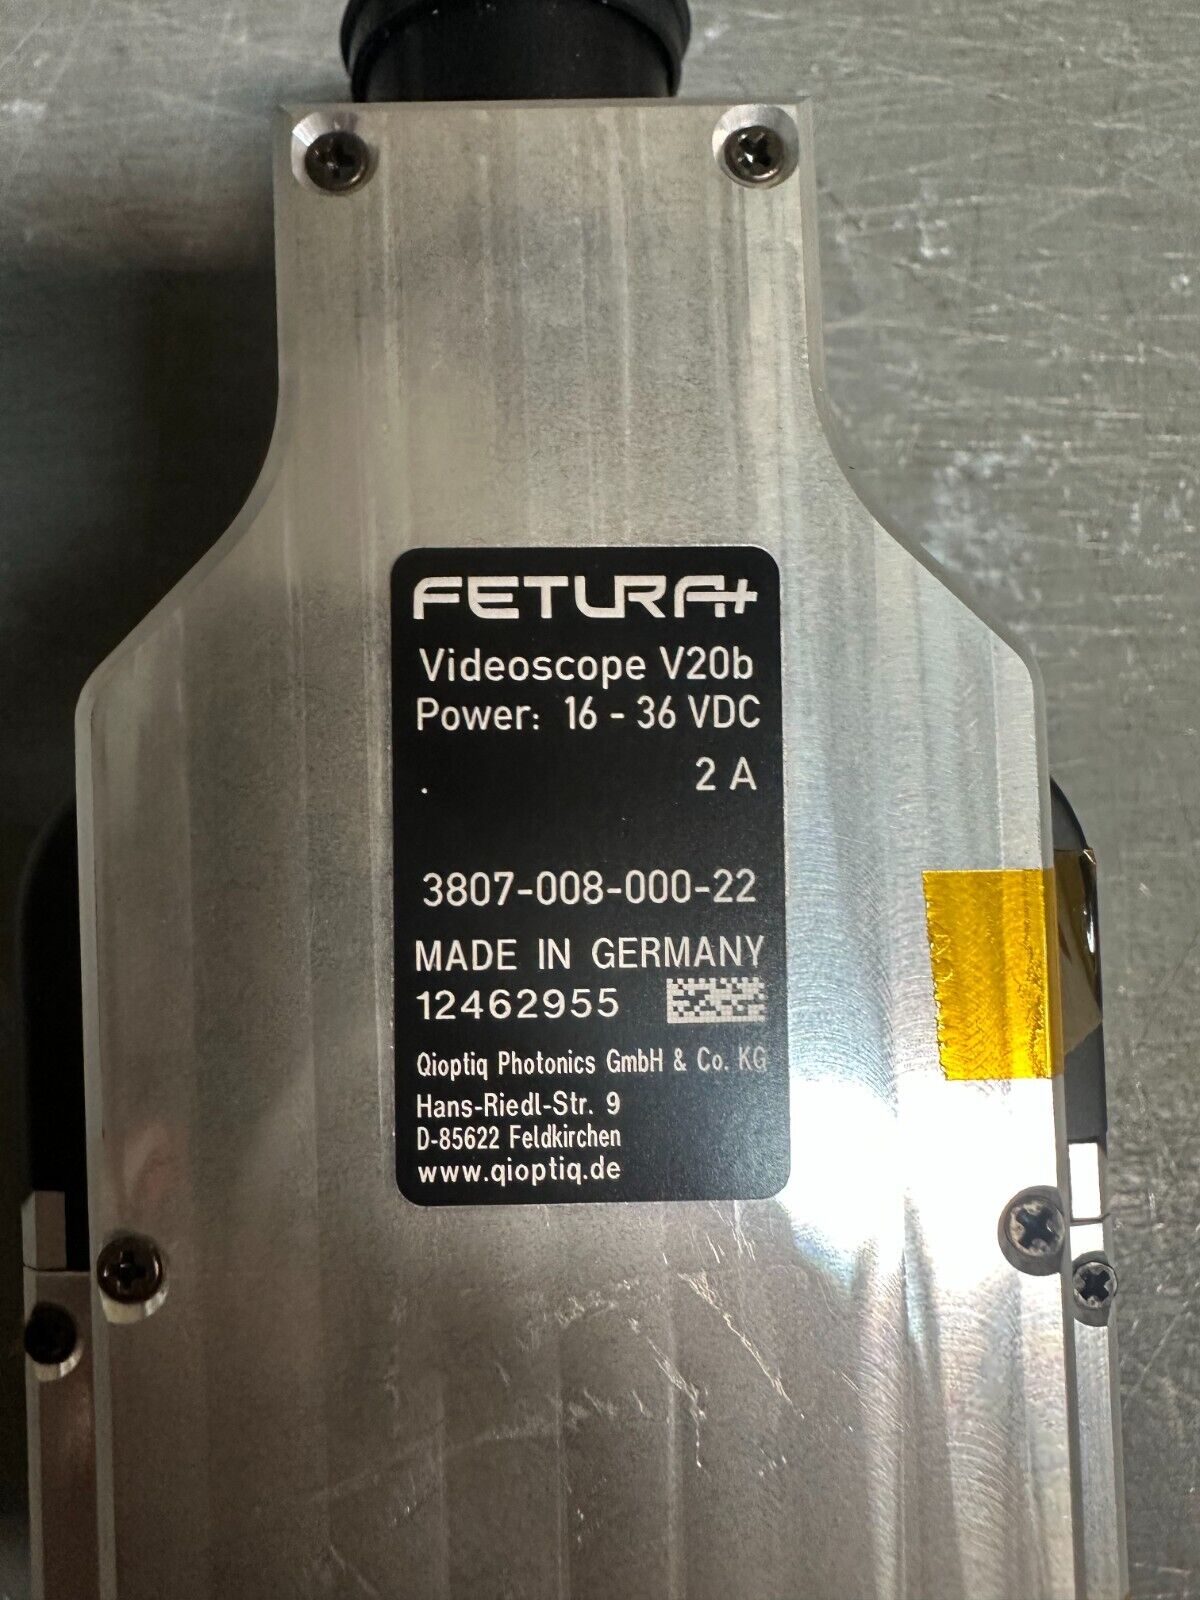 FETURA+
Videoscope V20b
Power: 16 - 36 VDC
. 2 A
3807-008-000-22
MADE IN GERMANY
12462955
Qioptiq Photonics GmbH & Co. KG
Hans-Riedl-Str. 9
D-85622 Feldkirchen
www.qioptiq.de